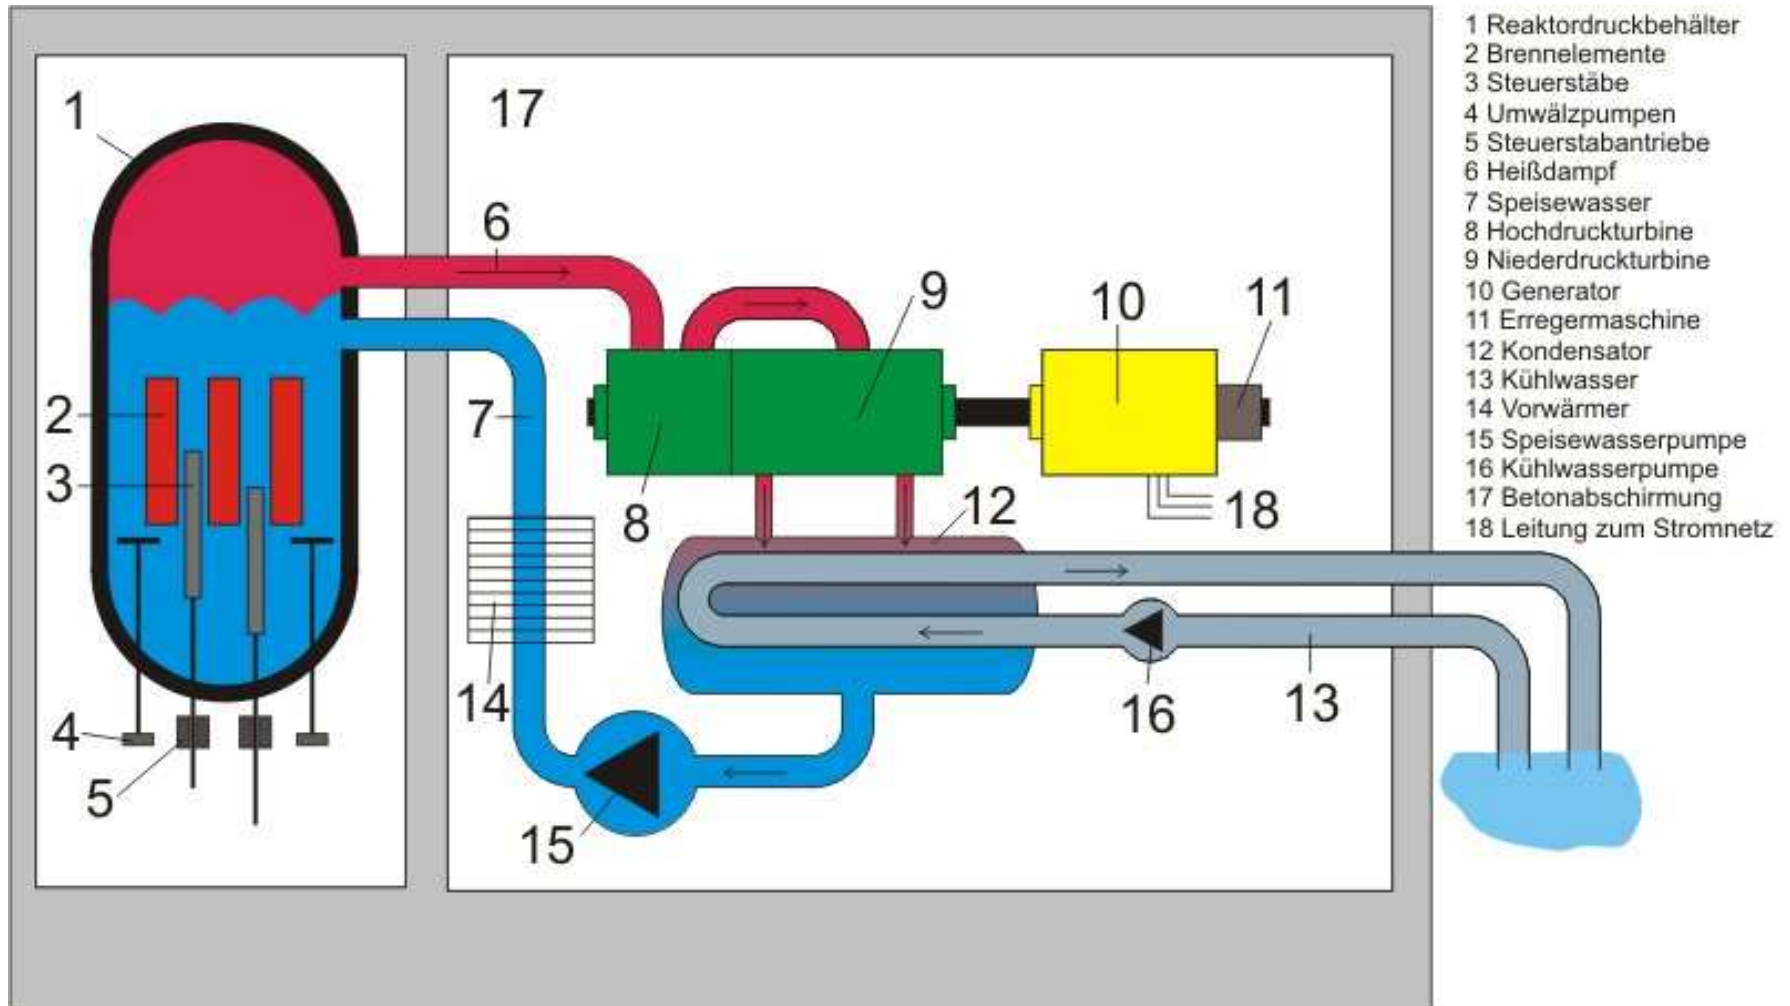 1 Reaktordruckbehälter
2 Brennelemente
3 Steuerstäbe
4 Umwälzpumpen
5 Steuerstabantriebe
6 Heißdampf
7 Speisewasser
8 Hochdruckturbine
9 Niederdruckturbine
10 Generator
11 Erregermaschine
12 Kondensator
13 Kühlwasser
14 Vorwärmer
15 Speisewasserpumpe
16 Kühlwasserpumpe
17 Betonabschirmung
18 Leitung zum Stromnetz
1
17
6
9
10
11
2
7
3
8
12
18
4
14
16
13
5
15